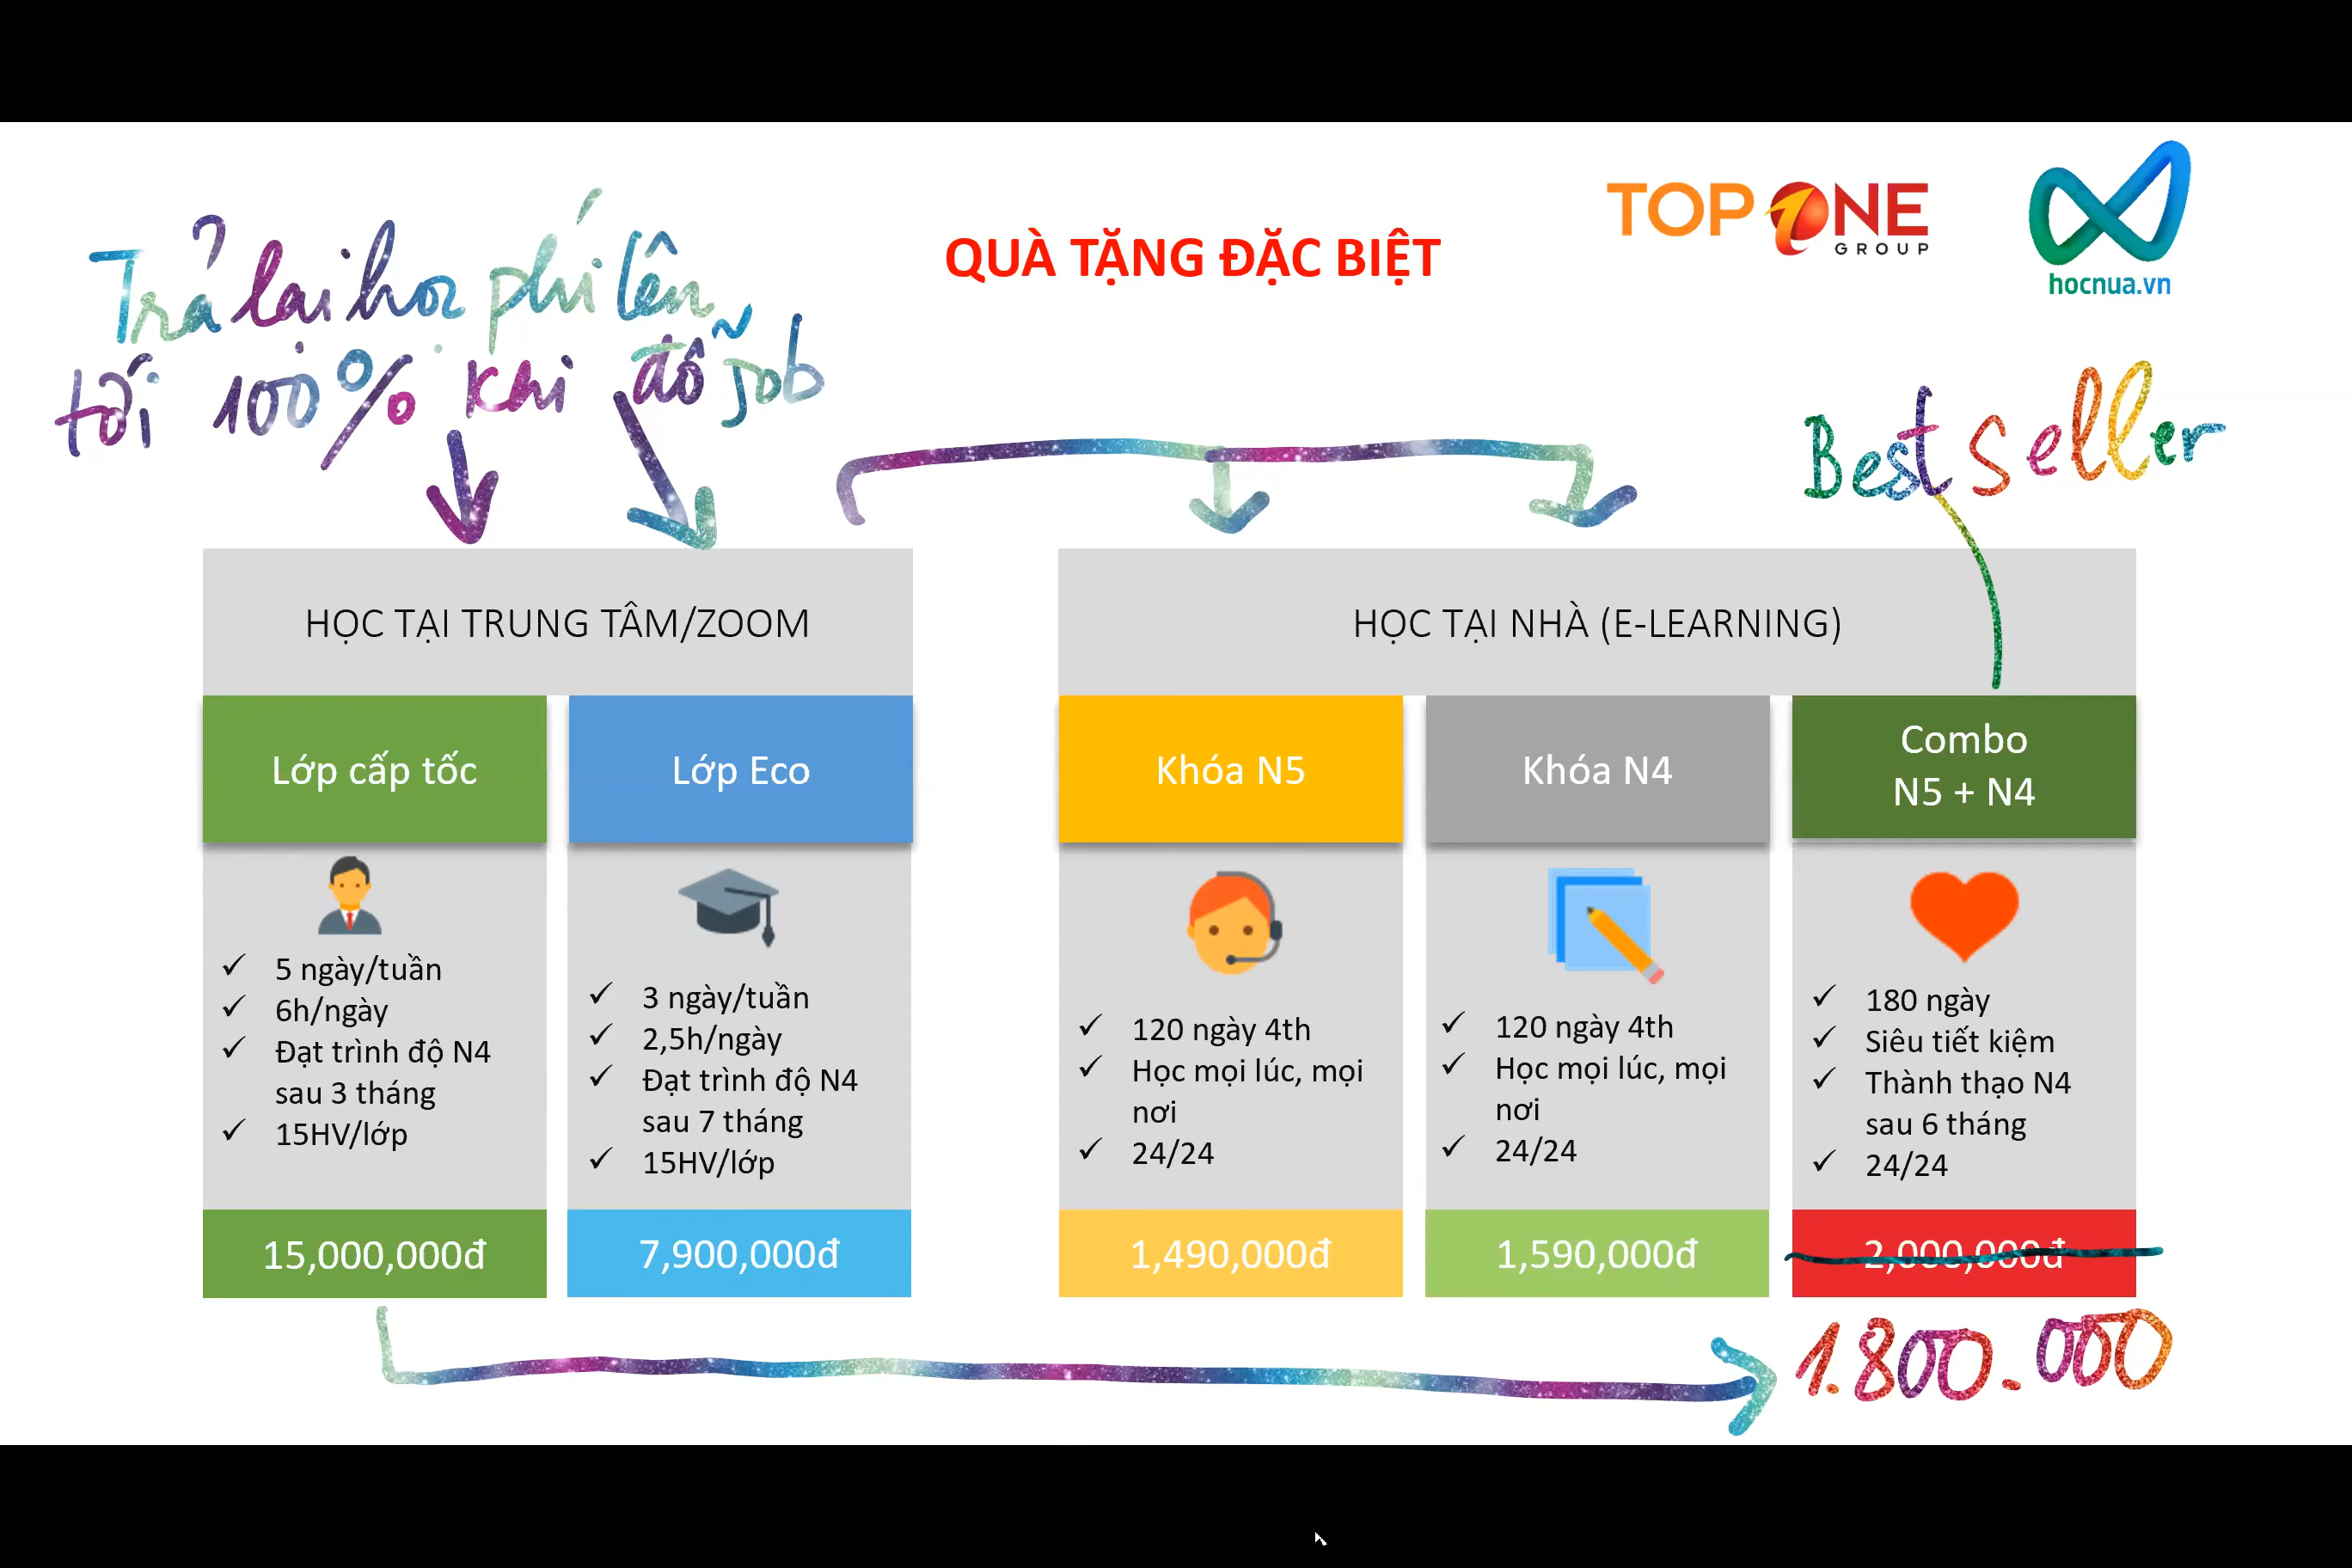 Trả lại học phí lên
tới 100% khi đỗ job
QUÀ TẶNG ĐẶC BIỆT
TOP ONE
GROUP
hocnua.vn
Best Seller
HỌC TẠI TRUNG TÂM/ZOOM
Lớp cấp tốc
✓ 5 ngày/tuần
✓ 6h/ngày
✓ Đạt trình độ N4
sau 3 tháng
✓ 15HV/lớp
15,000,000đ
Lớp Eco
✓ 3 ngày/tuần
✓ 2,5h/ngày
✓ Đạt trình độ N4
sau 7 tháng
✓ 15HV/lớp
7,900,000đ
HỌC TẠI NHÀ (E-LEARNING)
Khóa N5
✓ 120 ngày 4th
✓ Học mọi lúc, mọi
nơi
✓ 24/24
1,490,000đ
Khóa N4
✓ 120 ngày 4th
✓ Học mọi lúc, mọi
nơi
✓ 24/24
1,590,000đ
Combo
N5 + N4
✓ 180 ngày
✓ Siêu tiết kiệm
✓ Thành thạo N4
sau 6 tháng
✓ 24/24
2,000,000đ
1.800.000